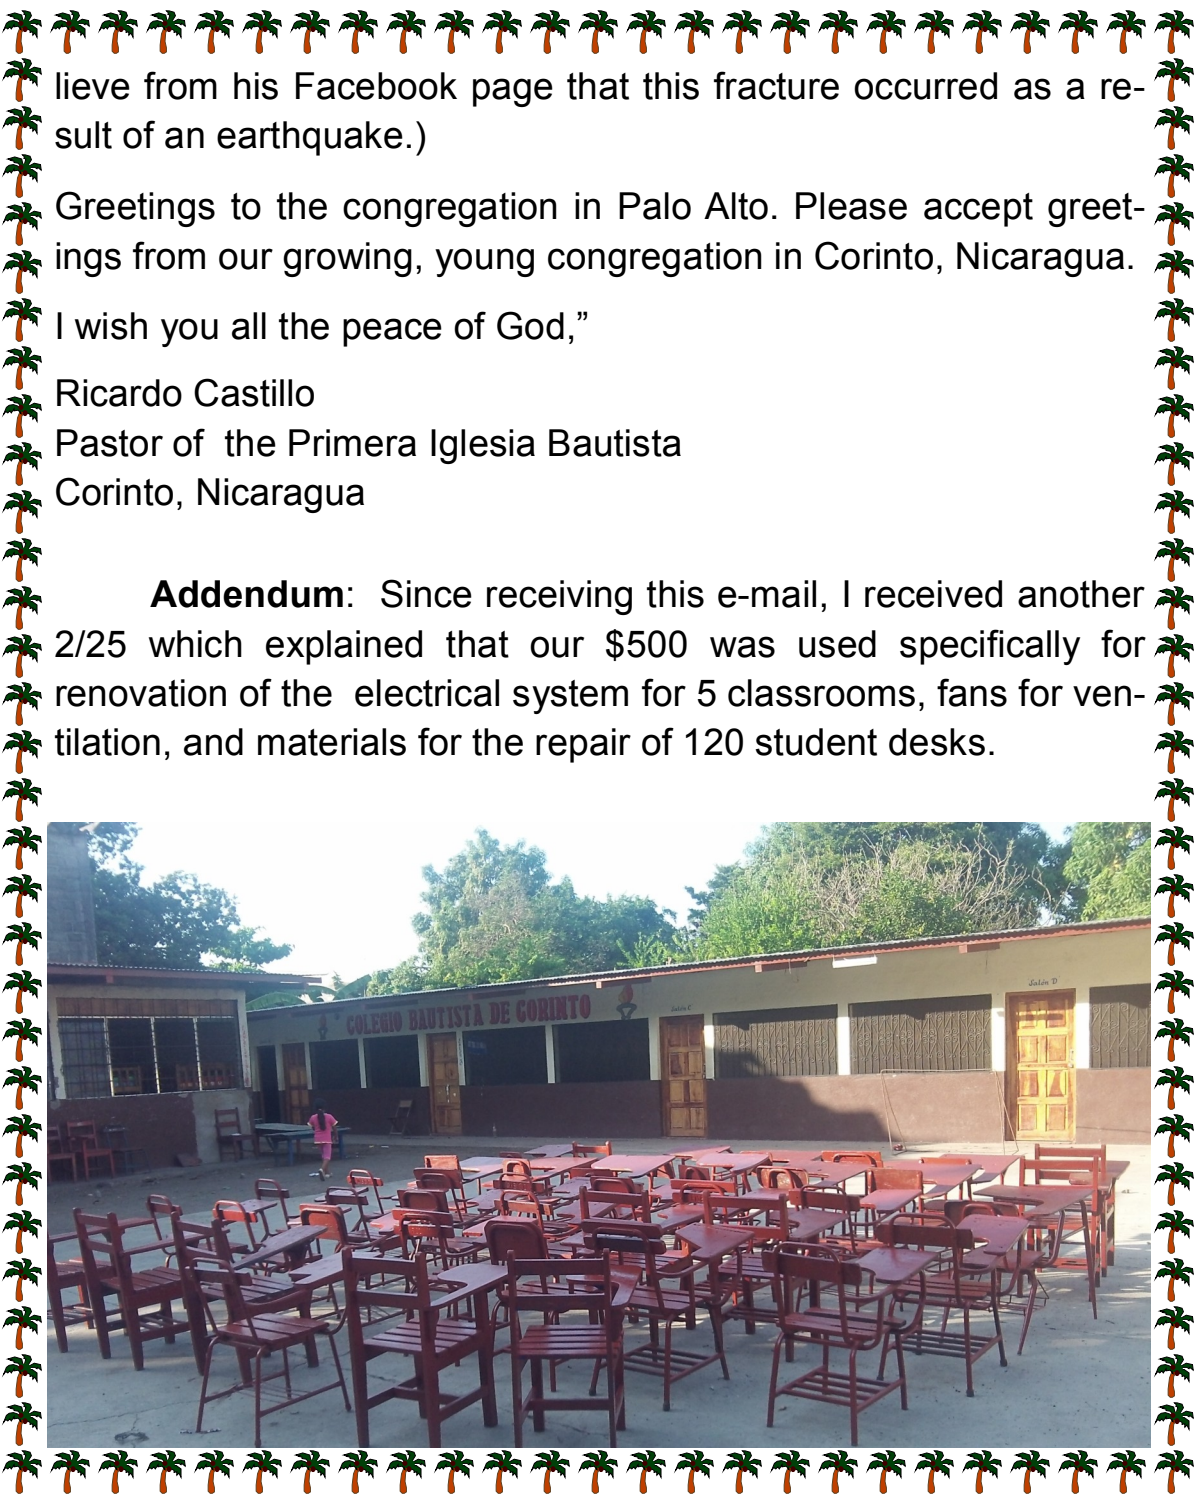 lieve from his Facebook page that this fracture occurred as a re-
sult of an earthquake.)
Greetings to the congregation in Palo Alto. Please accept greet-
ings from our growing, young congregation in Corinto, Nicaragua.
I wish you all the peace of God,”
Ricardo Castillo
Pastor of  the Primera Iglesia Bautista
Corinto, Nicaragua
Addendum:  Since receiving this e-mail, I received another
2/25 which explained that our $500 was used specifically for
renovation of the  electrical system for 5 classrooms, fans for ven-
tilation, and materials for the repair of 120 student desks.
COLEGIO BAUTISTA DE CORINTO
Salón C
Salón D